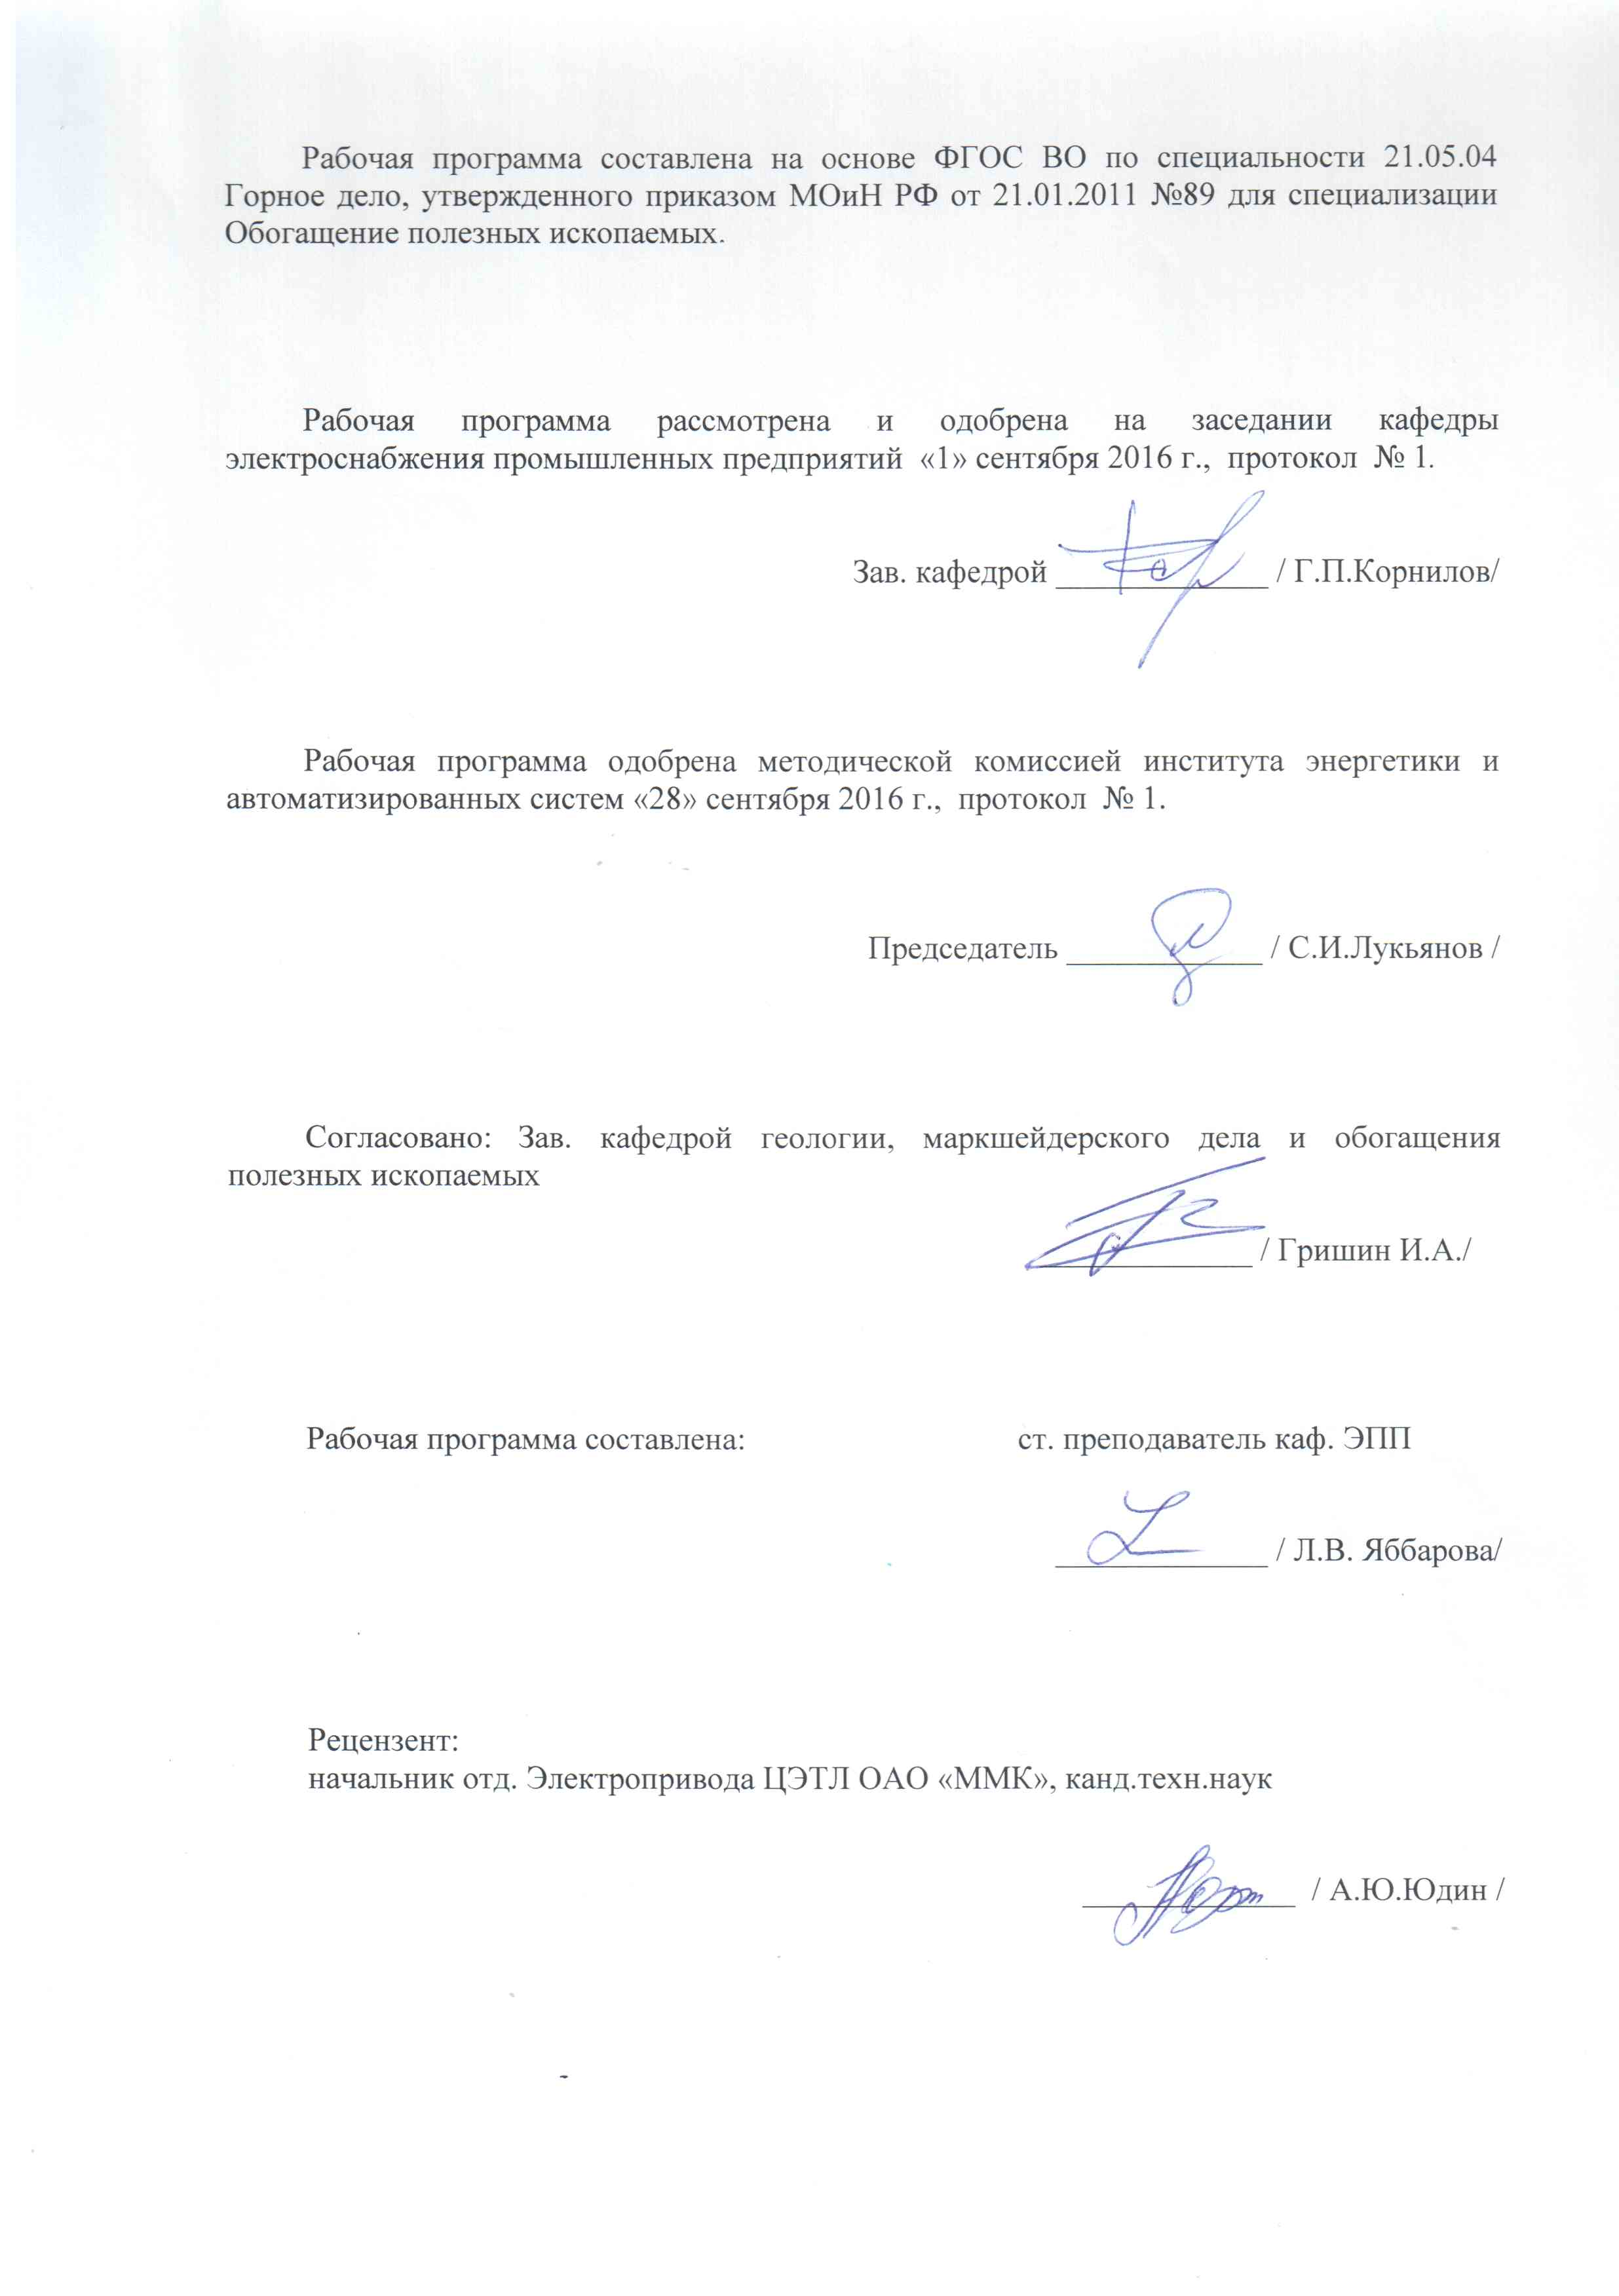 Рабочая программа составлена на основе ФГОС ВО по специальности 21.05.04
Горное дело, утвержденного приказом МОиН РФ от 21.01.2011 №89 для специализации
Обогащение полезных ископаемых.
Рабочая программа рассмотрена и одобрена на заседании кафедры
электроснабжения промышленных предприятий «1» сентября 2016 г., протокол № 1.
Зав. кафедрой _____________ / Г.П.Корнилов/
Рабочая программа одобрена методической комиссией института энергетики и
автоматизированных систем «28» сентября 2016 г., протокол № 1.
Председатель ____________ / С.И.Лукьянов /
Согласовано: Зав. кафедрой геологии, маркшейдерского дела и обогащения
полезных ископаемых
_____________ / Гришин И.А./
Рабочая программа составлена: ст. преподаватель каф. ЭПП
_____________ / Л.В. Яббарова/
Рецензент:
начальник отд. Электропривода ЦЭТЛ ОАО «ММК», канд.техн.наук
_____________ / А.Ю.Юдин /